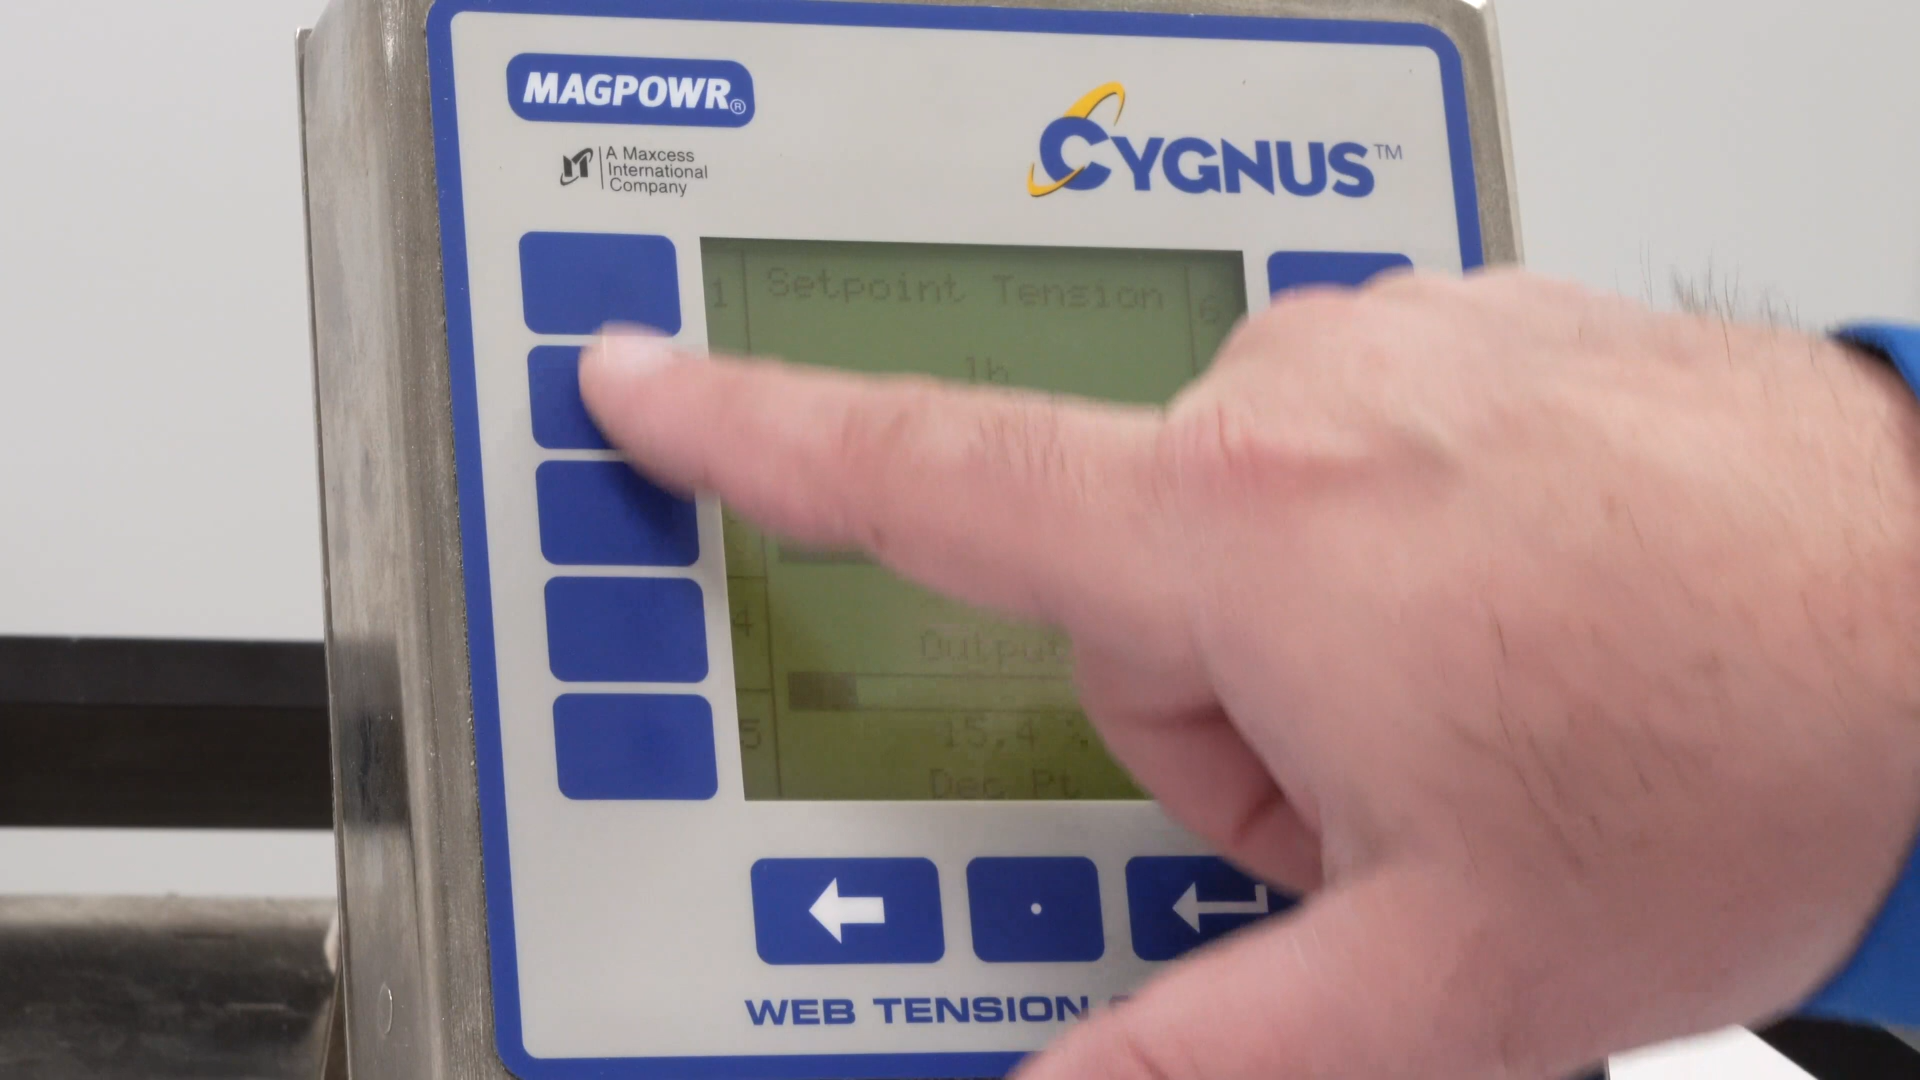 MAGPOWR®
A Maxcess
International
Company
CYGNUS™
1 Setpoint Tension 6
lb
4
Output
5 15.4 %
Dec Pt
WEB TENSION